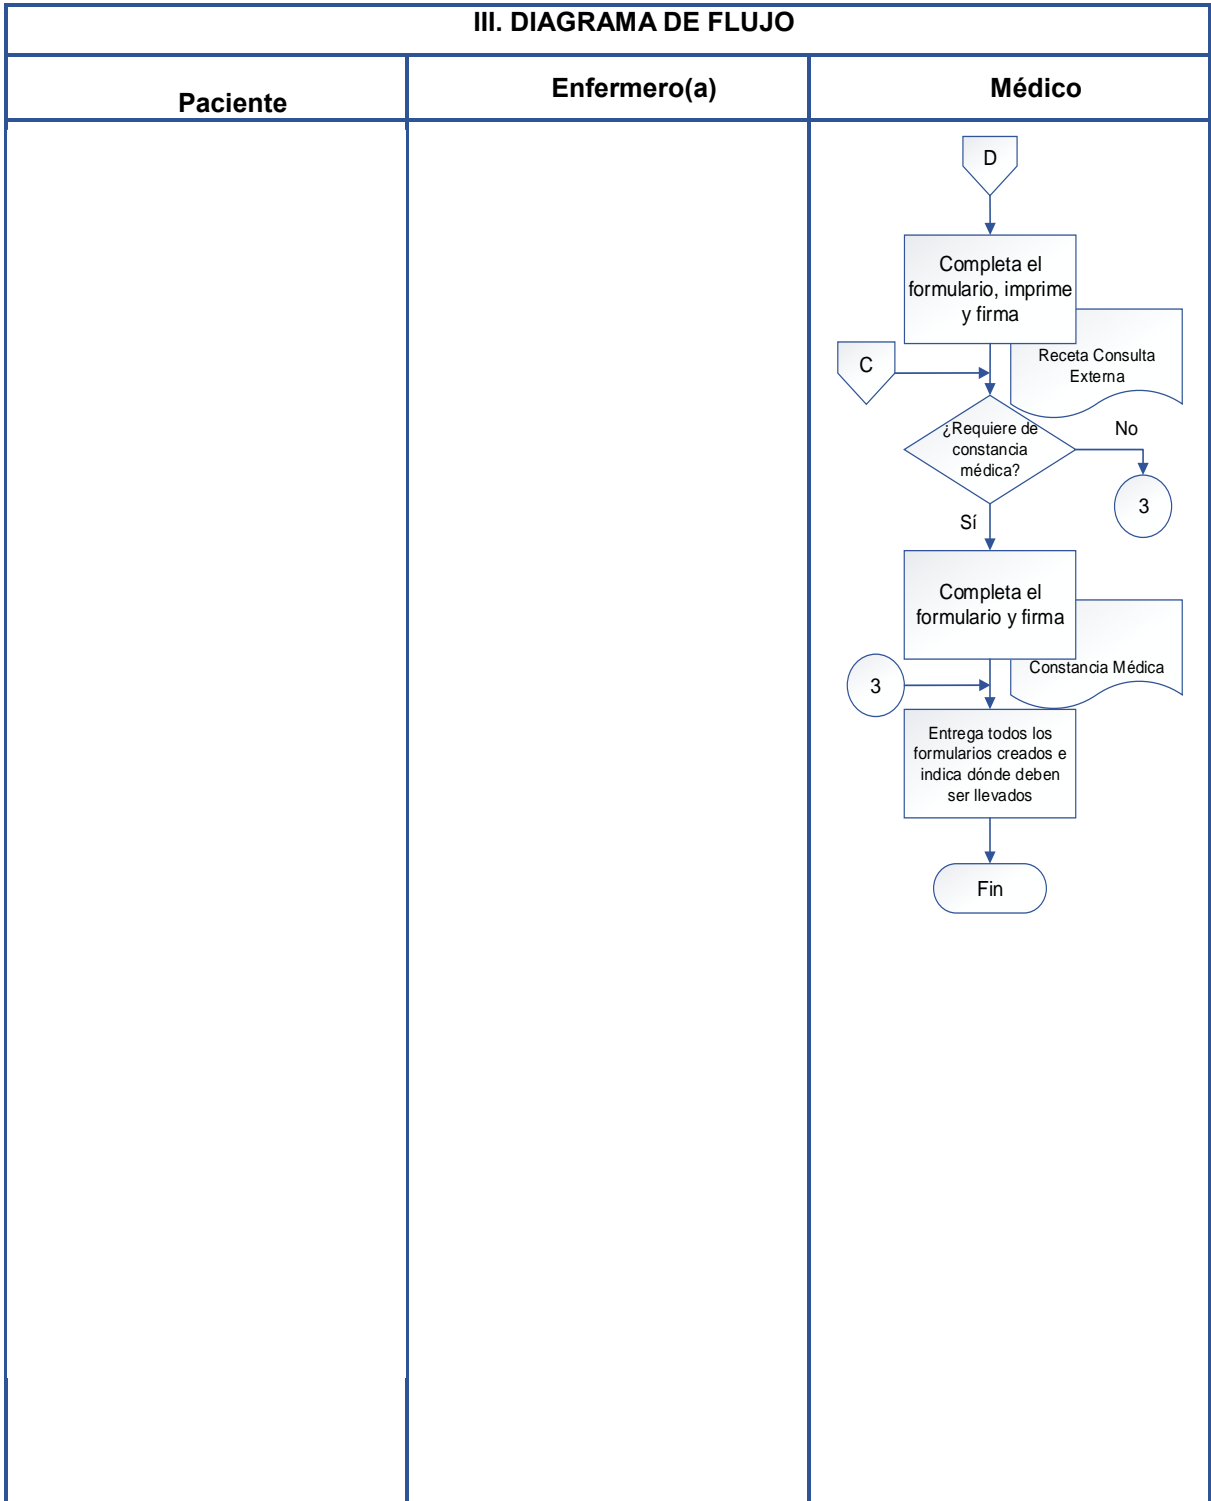 III. DIAGRAMA DE FLUJO
Paciente
Enfermero(a)
Médico
D
Completa el
formulario, imprime
y firma
Receta Consulta
Externa
C
¿Requiere de
constancia
médica?
No
3
Sí
Completa el
formulario y firma
Constancia Médica
3
Entrega todos los
formularios creados e
indica dónde deben
ser llevados
Fin